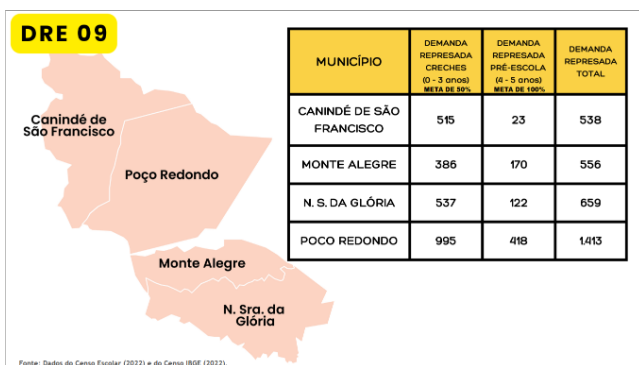 DRE 09
Canindé de
São Francisco
Poço Redondo
Monte Alegre
N. Sra. da
Glória
MUNICÍPIO
DEMANDA
REPRESADA
CRECHES
(0 - 3 anos)
META DE 50%
DEMANDA
REPRESADA
PRÉ-ESCOLA
(4 - 5 anos)
META DE 100%
DEMANDA
REPRESADA
TOTAL
CANINDÉ DE SÃO
FRANCISCO
515
23
538
MONTE ALEGRE
386
170
556
N. S. DA GLÓRIA
537
122
659
POCO REDONDO
995
418
1.413
Fonte: Dados do Censo Escolar (2022) e do Censo IBGE (2022).